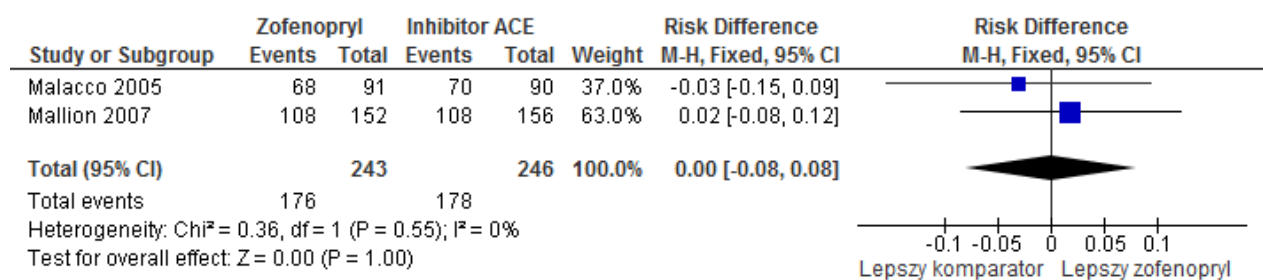 Zofenopryl Inhibitor ACE Risk Difference Risk Difference
Study or Subgroup Events Total Events Total Weight M-H, Fixed, 95% CI M-H, Fixed, 95% CI
Malacco 2005 68 91 70 90 37.0% -0.03 [-0.15, 0.09]
Mallion 2007 108 152 108 156 63.0% 0.02 [-0.08, 0.12]
Total (95% CI) 243 246 100.0% 0.00 [-0.08, 0.08]
Total events 176 178
Heterogeneity: Chi² = 0.36, df = 1 (P = 0.55); I² = 0%
Test for overall effect: Z = 0.00 (P = 1.00)
-0.1 -0.05 0 0.05 0.1
Lepszy komparator Lepszy zofenopryl